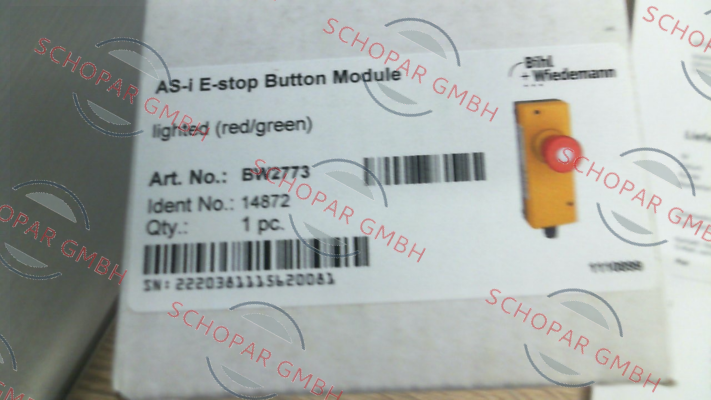 AS-i E-stop Button Module
Bihl
+ Wiedemann
lighted (red/green)
Art. No.: BW2773
Ident No.: 14872
Qty.: 1 pc.
SN: 2220381115620081
SCHOPAR GMBH
SCHOPAR GMBH
SCHOPAR GMBH
SCHOPAR GMBH
SCHOPAR GMBH
SCHOPAR GMBH
SCHOPAR GMBH